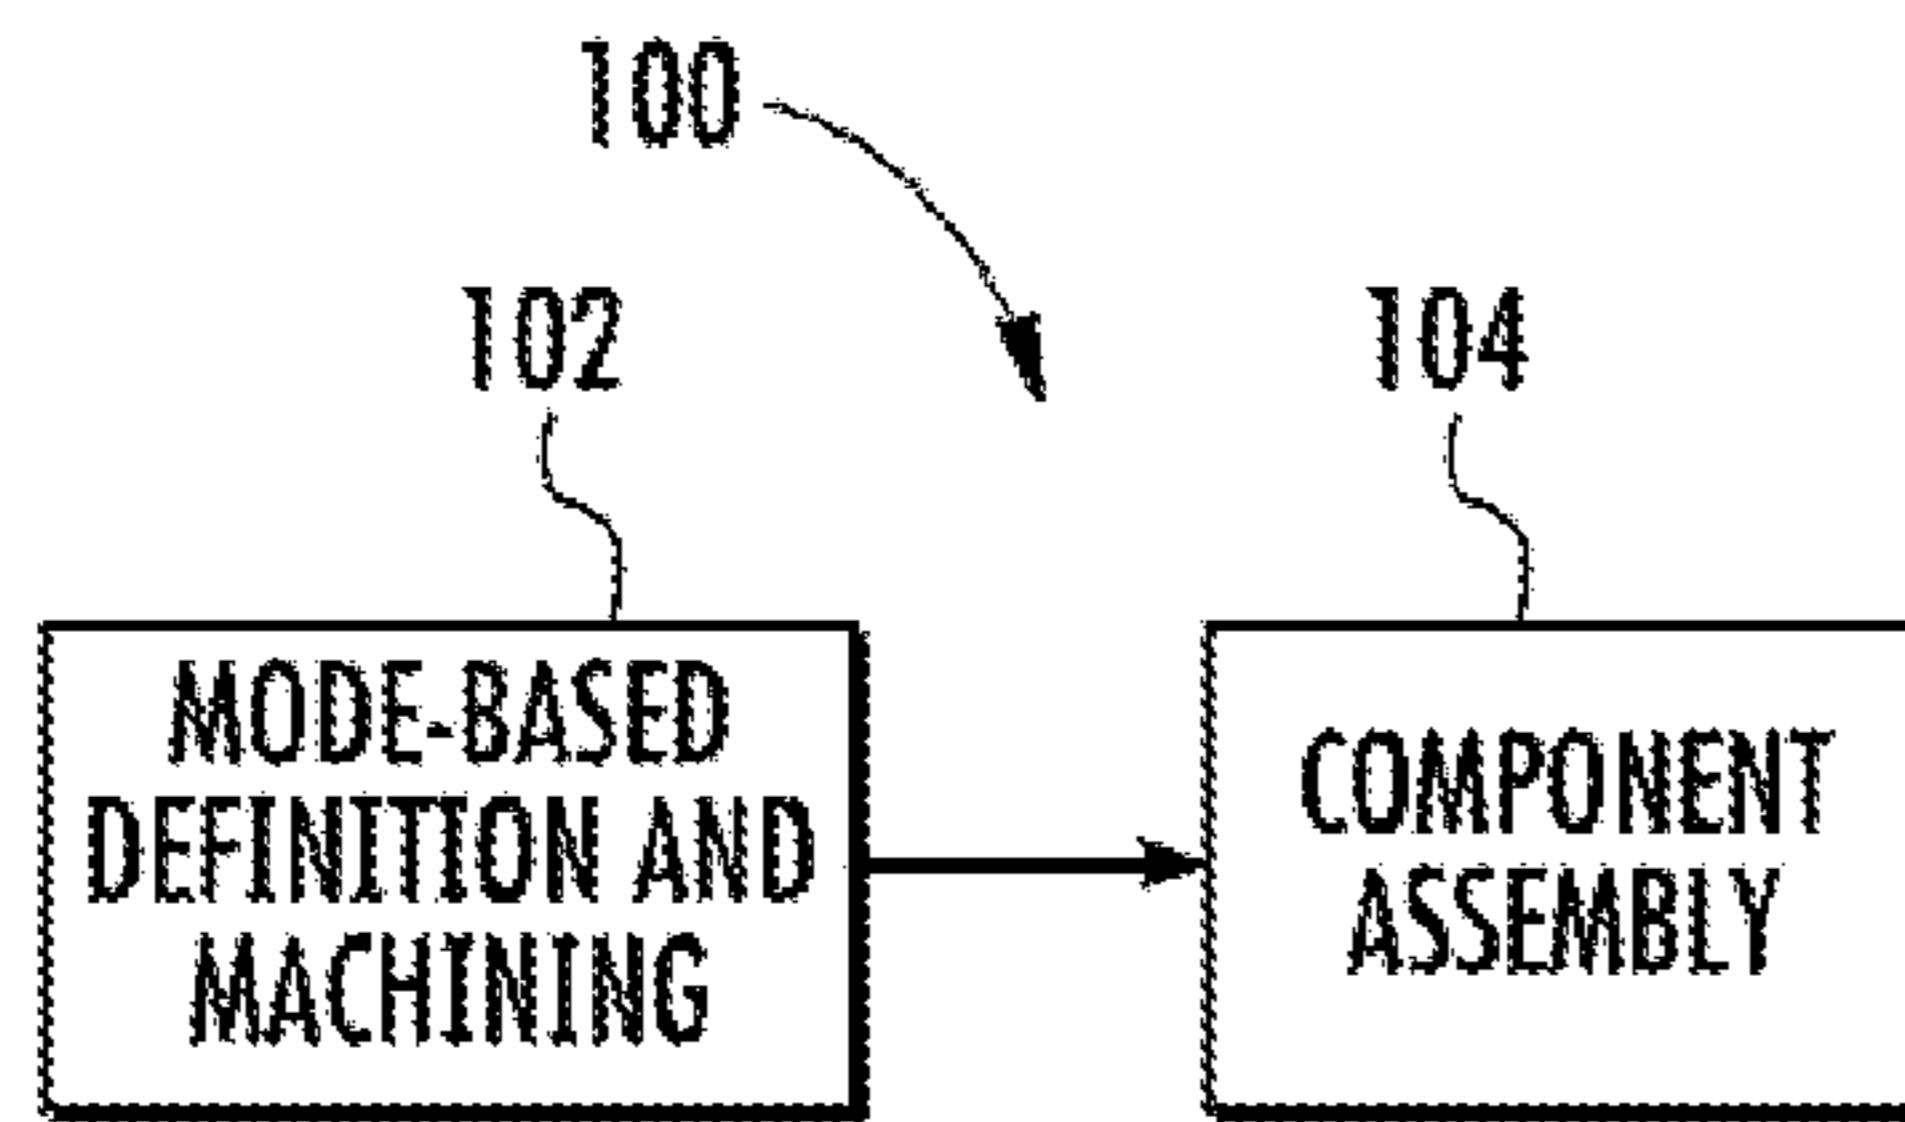 100
102
104
MODE-BASED
DEFINITION AND
MACHINING
COMPONENT
ASSEMBLY